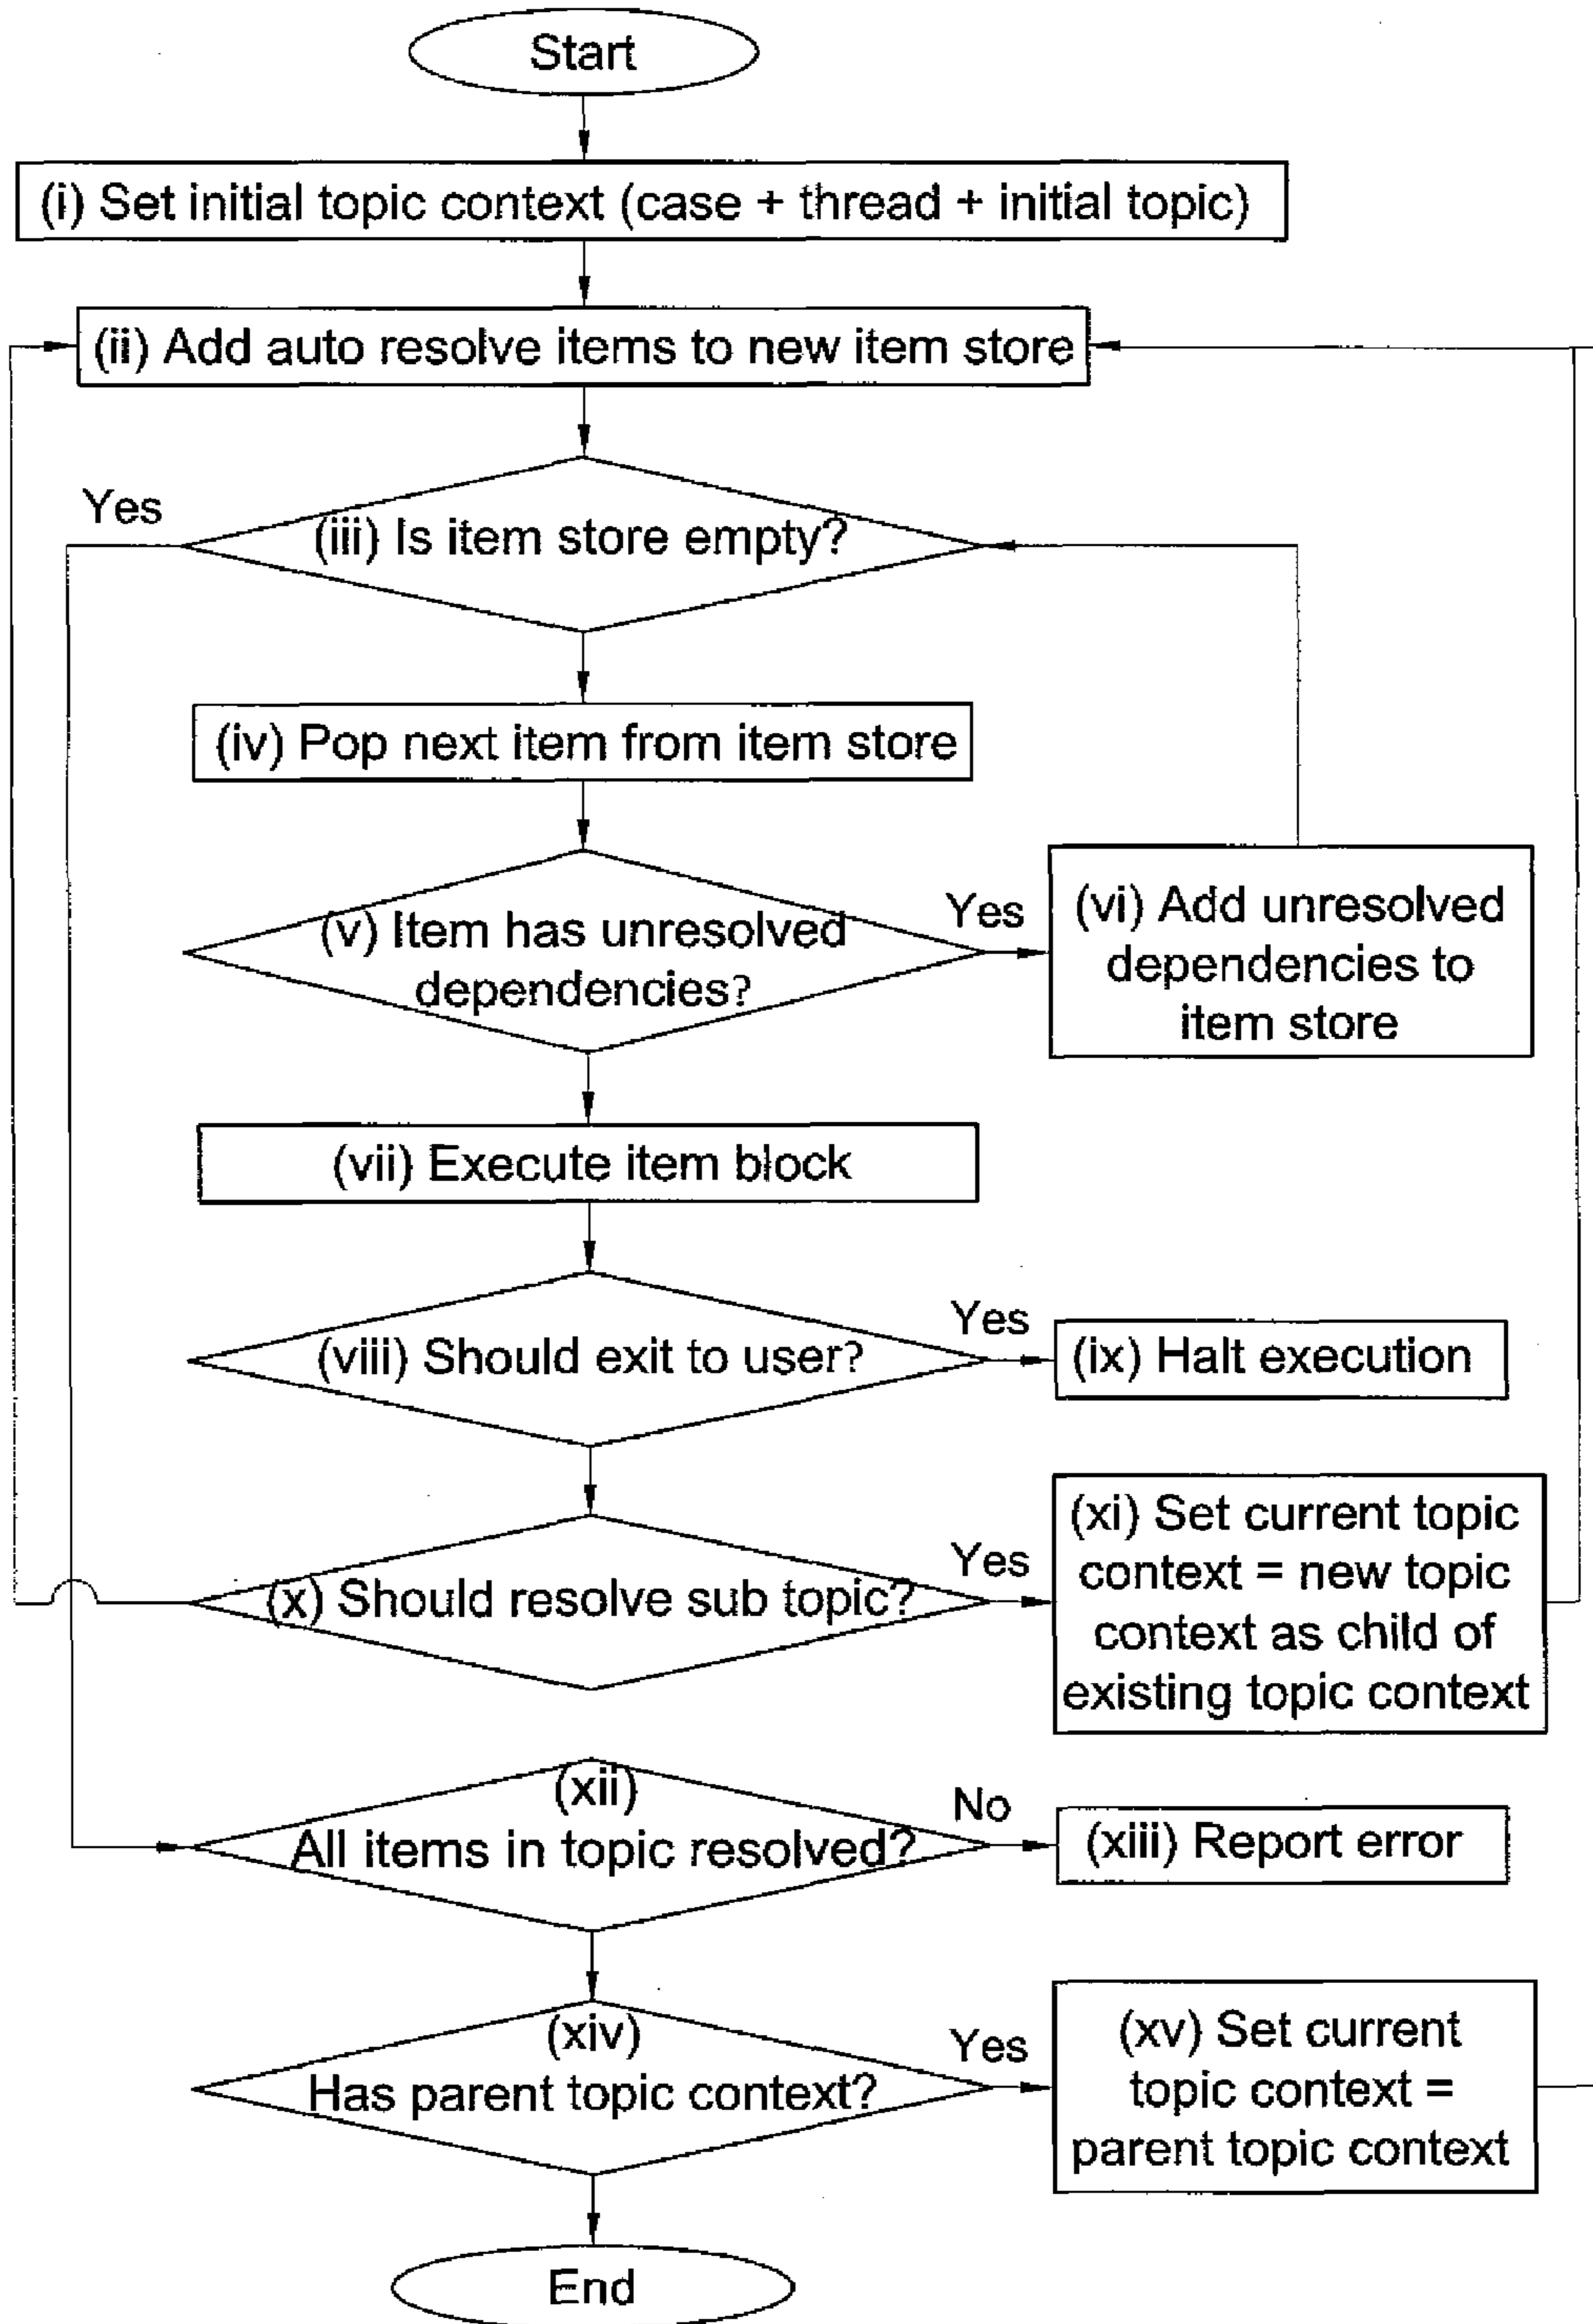 Start
(i) Set initial topic context (case + thread + initial topic)
(ii) Add auto resolve items to new item store
Yes
(iii) Is item store empty?
(iv) Pop next item from item store
(v) Item has unresolved
dependencies?
Yes
(vi) Add unresolved
dependencies to
item store
(vii) Execute item block
(viii) Should exit to user?
Yes
(ix) Halt execution
(x) Should resolve sub topic?
Yes
(xi) Set current topic
context = new topic
context as child of
existing topic context
(xii)
All items in topic resolved?
No
(xiii) Report error
(xiv)
Has parent topic context?
Yes
(xv) Set current
topic context =
parent topic context
End